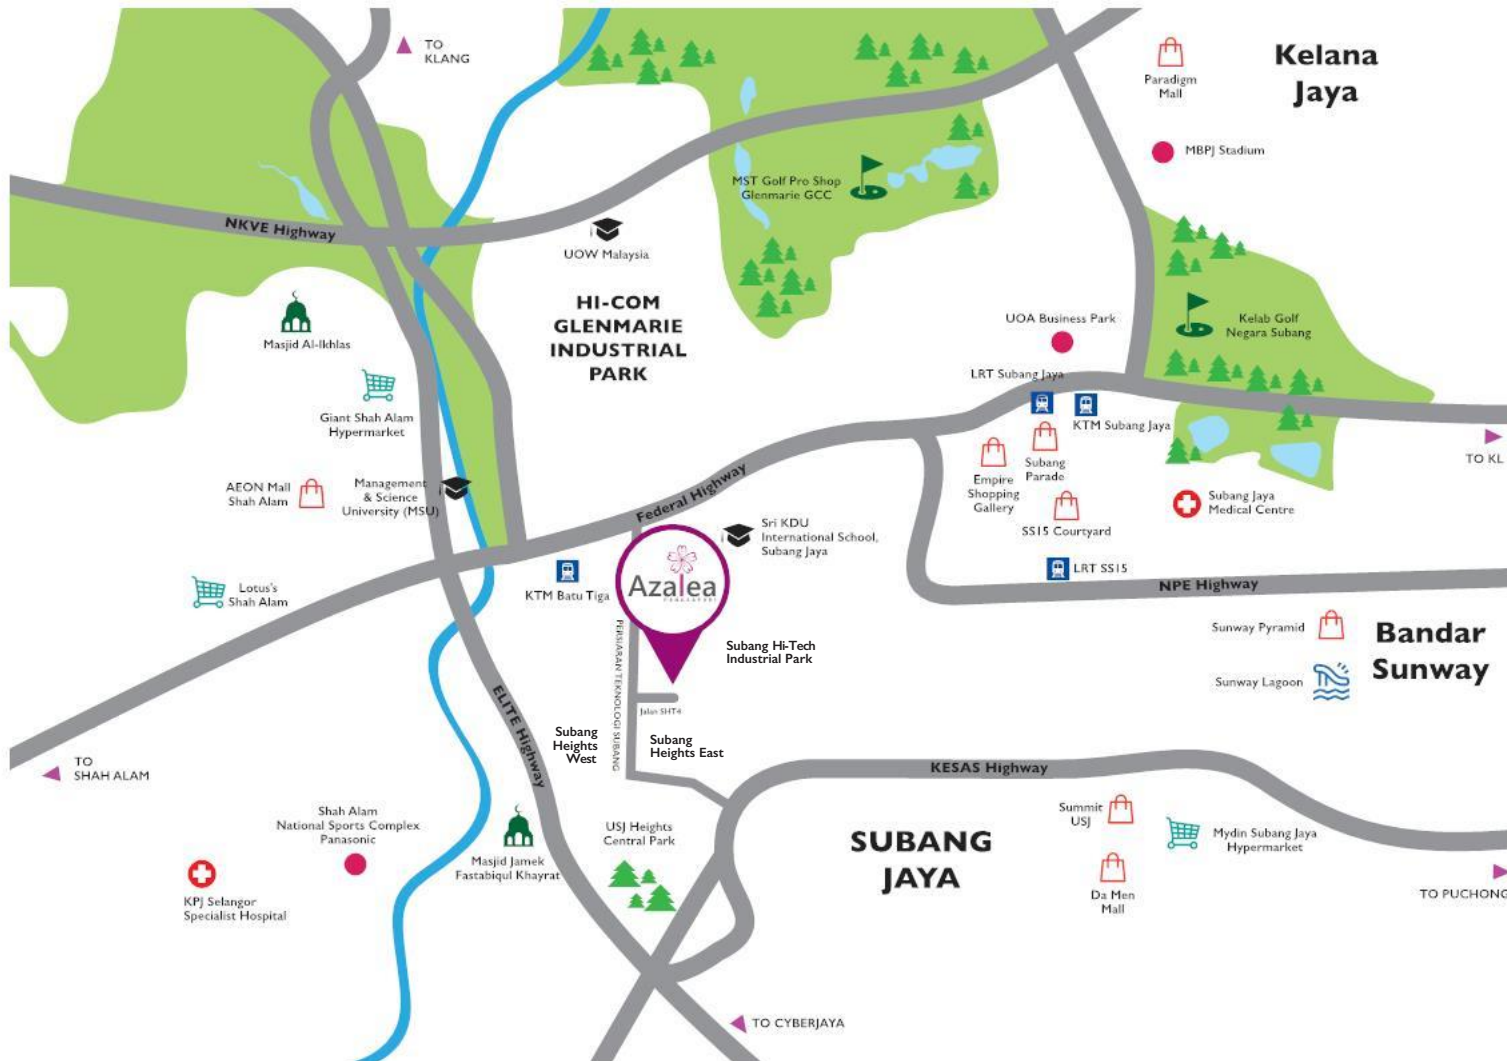 TO
KLANG
Kelana
Jaya
Paradigm
Mall
MBPJ Stadium
MST Golf Pro Shop
Glenmarie GCC
NKVE Highway
UOW Malaysia
HI-COM
GLENMARIE
INDUSTRIAL
PARK
Masjid Al-Ikhlas
UOA Business Park
Kelab Golf
Negara Subang
Giant Shah Alam
Hypermarket
LRT Subang Jaya
KTM Subang Jaya
TO KL
AEON Mall
Shah Alam
Management
& Science
University (MSU)
Federal Highway
Empire
Shopping
Gallery
Subang
Parade
SS15 Courtyard
Subang Jaya
Medical Centre
Sri KDU
International School,
Subang Jaya
LRT SS15
NPE Highway
Lotus's
Shah Alam
KTM Batu Tiga
Azalea
PERSIARAN TEKNOLOGI SUBANG
Subang Hi-Tech
Industrial Park
Sunway Pyramid
Bandar
Sunway
Sunway Lagoon
ELITE Highway
Jalan SHT4
Subang
Heights
West
Subang
Heights East
TO
SHAH ALAM
KESAS Highway
Shah Alam
National Sports Complex
Panasonic
Masjid Jamek
Fastabiqul Khayrat
USJ Heights
Central Park
SUBANG
JAYA
Summit
USJ
Mydin Subang Jaya
Hypermarket
Da Men
Mall
TO PUCHONG
KPJ Selangor
Specialist Hospital
TO CYBERJAYA